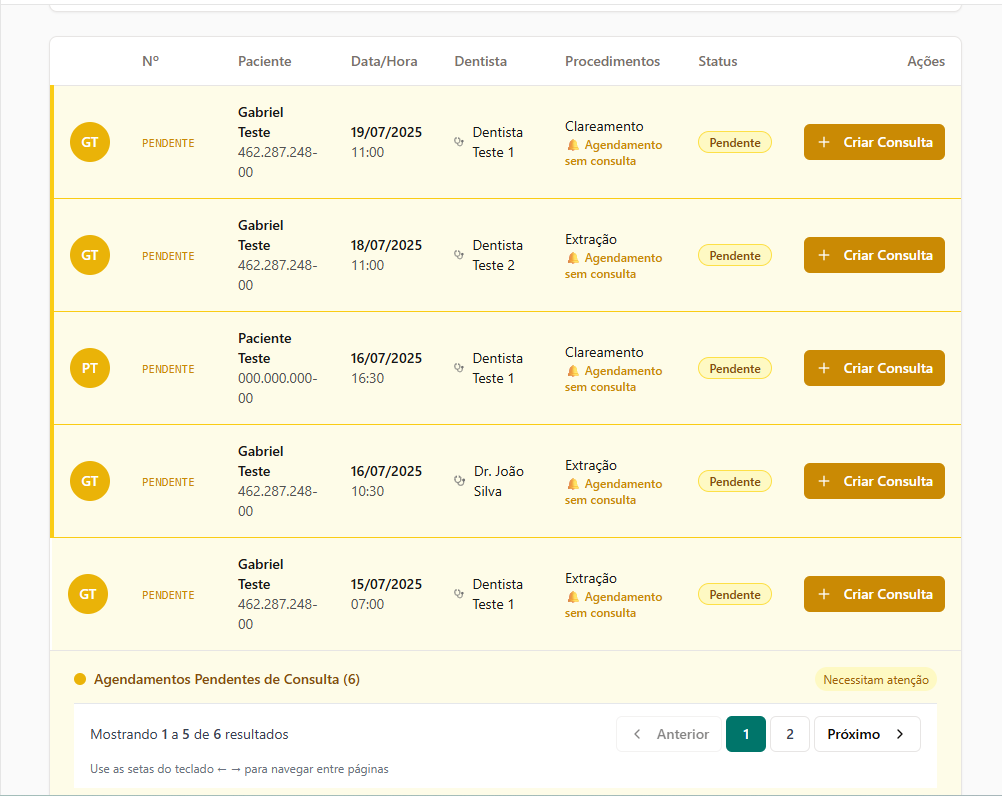 Nº Paciente Data/Hora Dentista Procedimentos Status Ações
GT
PENDENTE
Gabriel
Teste
462.287.248-
00
19/07/2025
11:00
Dentista
Teste 1
Clareamento
🔔 Agendamento
sem consulta
Pendente
+ Criar Consulta
GT
PENDENTE
Gabriel
Teste
462.287.248-
00
18/07/2025
11:00
Dentista
Teste 2
Extração
🔔 Agendamento
sem consulta
Pendente
+ Criar Consulta
PT
PENDENTE
Paciente
Teste
000.000.000-
00
16/07/2025
16:30
Dentista
Teste 1
Clareamento
🔔 Agendamento
sem consulta
Pendente
+ Criar Consulta
GT
PENDENTE
Gabriel
Teste
462.287.248-
00
16/07/2025
10:30
Dr. João
Silva
Extração
🔔 Agendamento
sem consulta
Pendente
+ Criar Consulta
GT
PENDENTE
Gabriel
Teste
462.287.248-
00
15/07/2025
07:00
Dentista
Teste 1
Extração
🔔 Agendamento
sem consulta
Pendente
+ Criar Consulta
Agendamentos Pendentes de Consulta (6)
Necessitam atenção
Mostrando 1 a 5 de 6 resultados
< Anterior 1 2 Próximo >
Use as setas do teclado ← → para navegar entre páginas